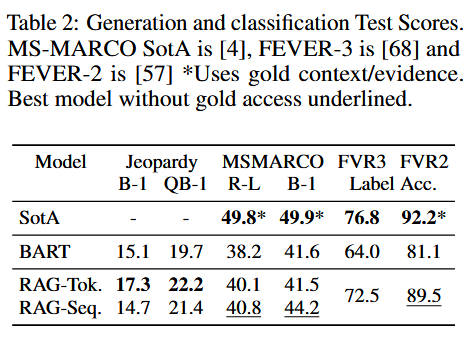 Table 2: Generation and classification Test Scores.
MS-MARCO SotA is [4], FEVER-3 is [68] and
FEVER-2 is [57] *Uses gold context/evidence.
Best model without gold access underlined.
Model Jeopardy MSMARCO FVR3 FVR2
B-1 QB-1 R-L B-1 Label Acc.
SotA - - 49.8* 49.9* 76.8 92.2*
BART 15.1 19.7 38.2 41.6 64.0 81.1
RAG-Tok. 17.3 22.2 40.1 41.5
72.5 89.5
RAG-Seq. 14.7 21.4 40.8 44.2